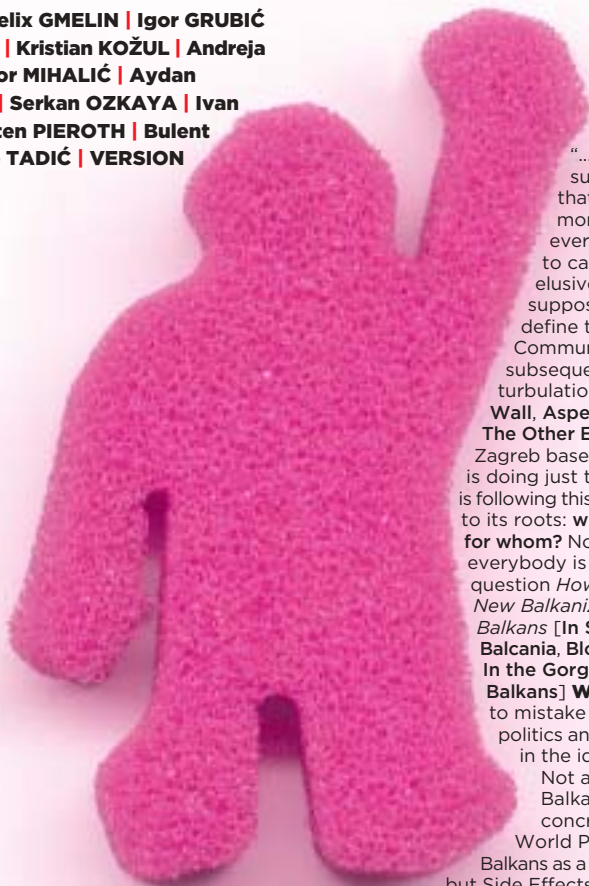 elix GMELIN | Igor GRUBIĆ
| Kristian KOŽUL | Andreja
or MIHALIĆ | Aydan
| Serkan OZKAYA | Ivan
ten PIEROTH | Bulent
TADIĆ | VERSION
“...
su
that
mor
ever
to ca
elusive
suppos
define t
Commun
subseque
turbulatio
Wall, Aspe
The Other E
Zagreb base
is doing just t
is following this
to its roots: w
for whom? No
everybody is
question How
New Balkaniz
Balkans [In S
Balcania, Blo
In the Gorg
Balkans] W
to mistake
politics an
in the id
Not a
Balka
concr
World P
Balkans as a
but Side Effects